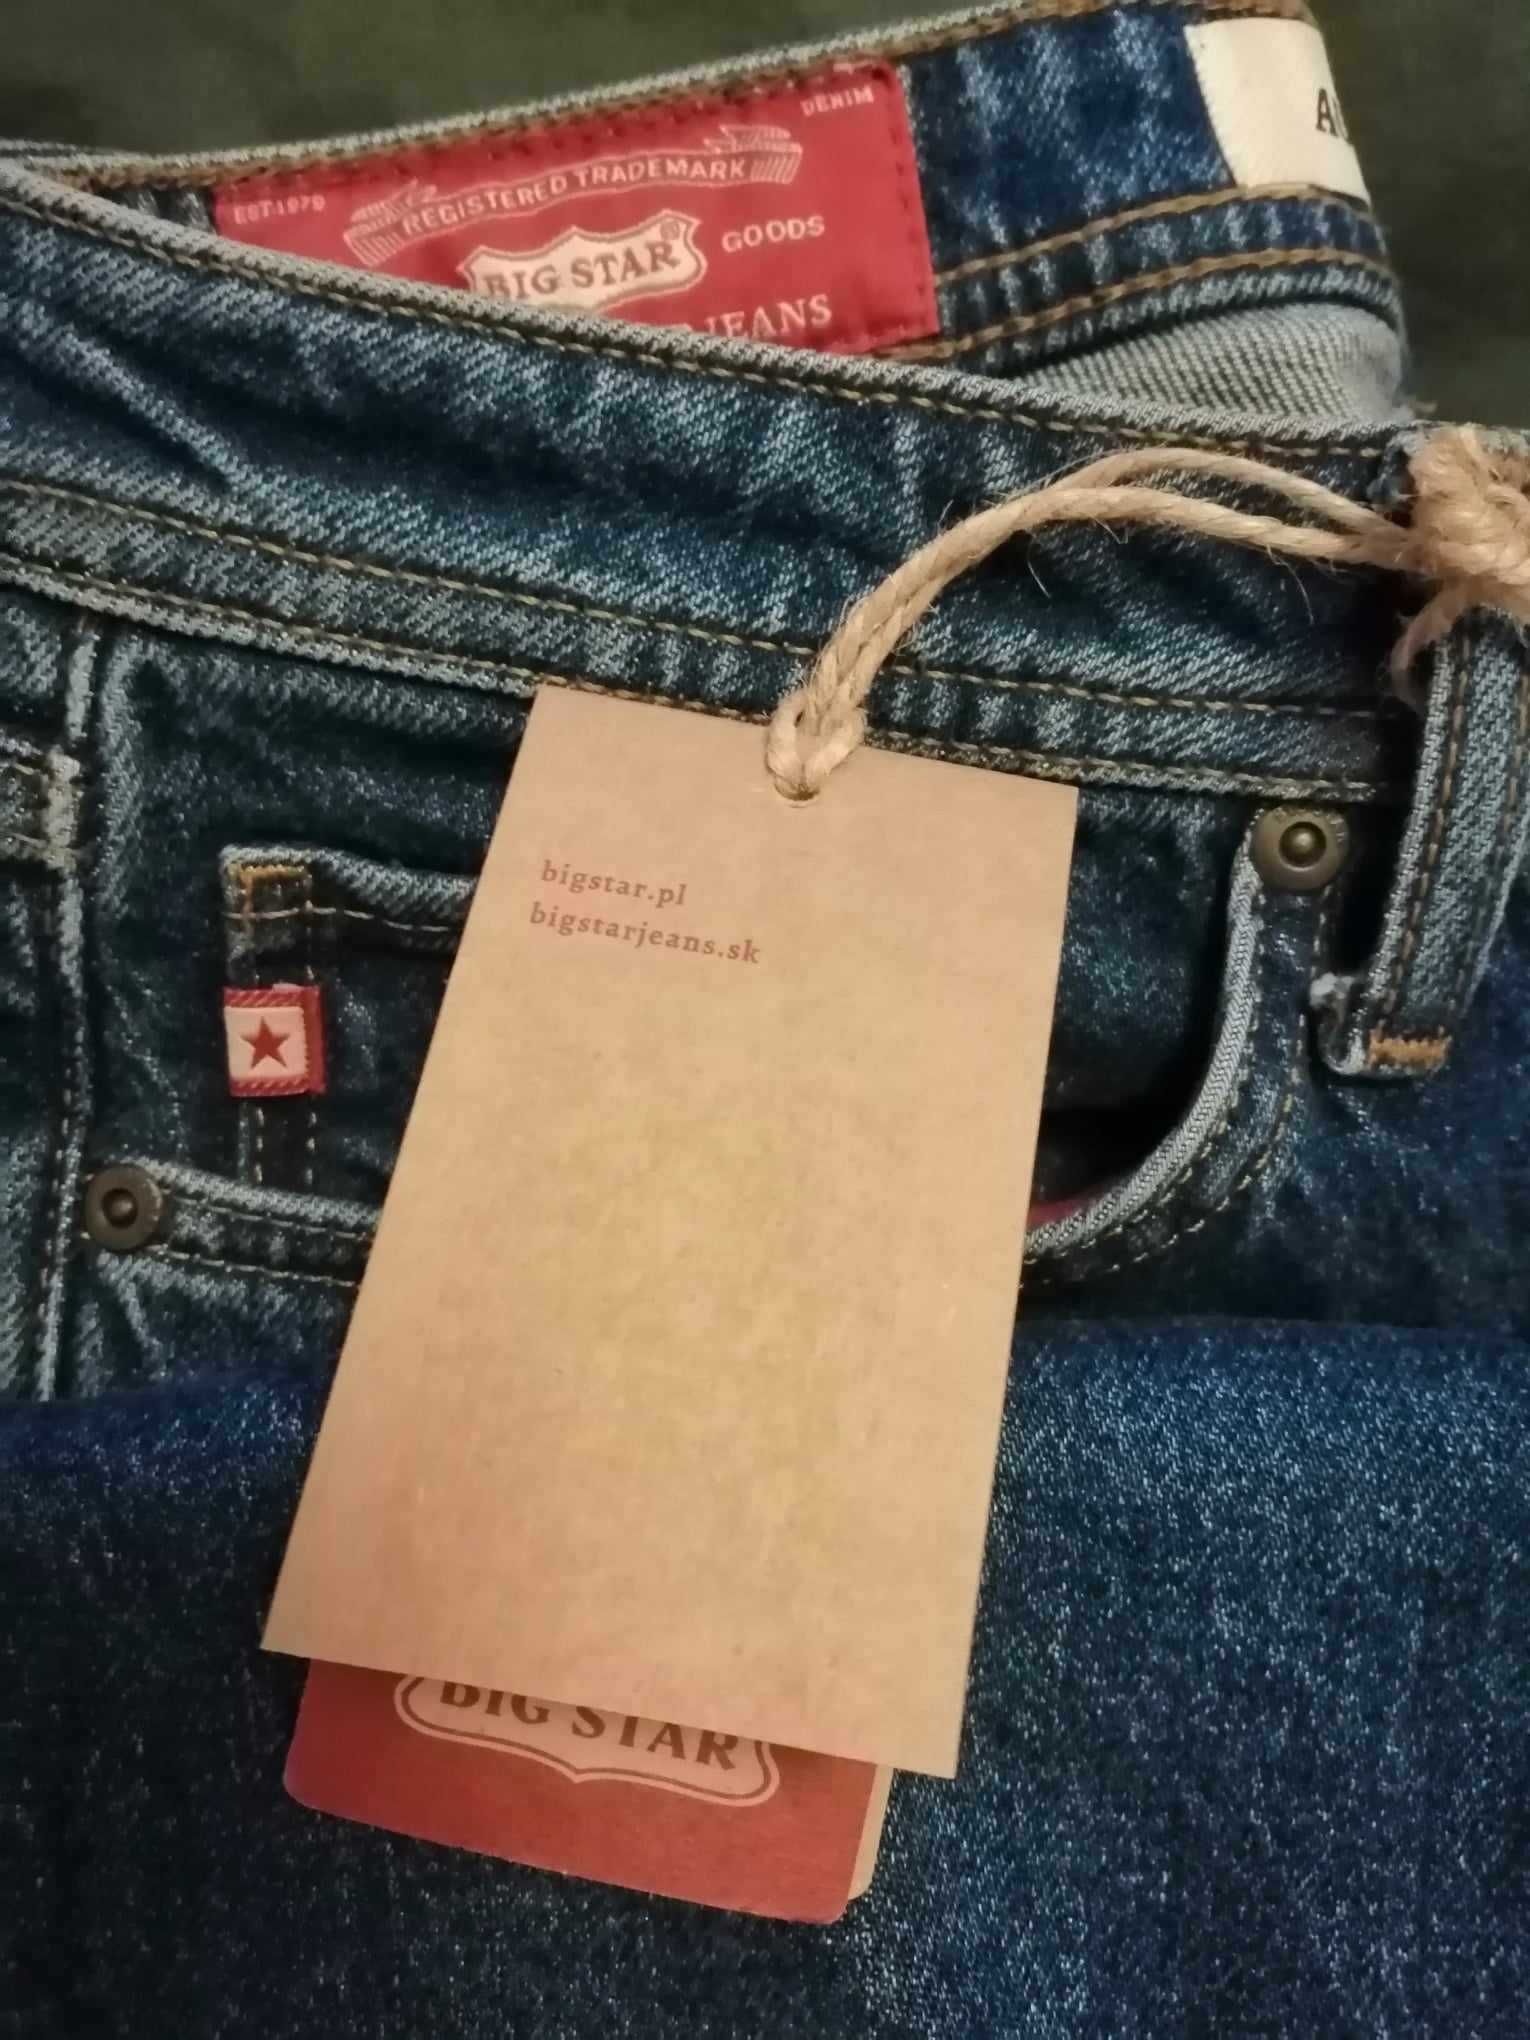 DENIM
EST·1979
REGISTERED TRADEMARK
BIG STAR®
GOODS
JEANS
bigstar.pl
bigstarjeans.sk
BIG STAR